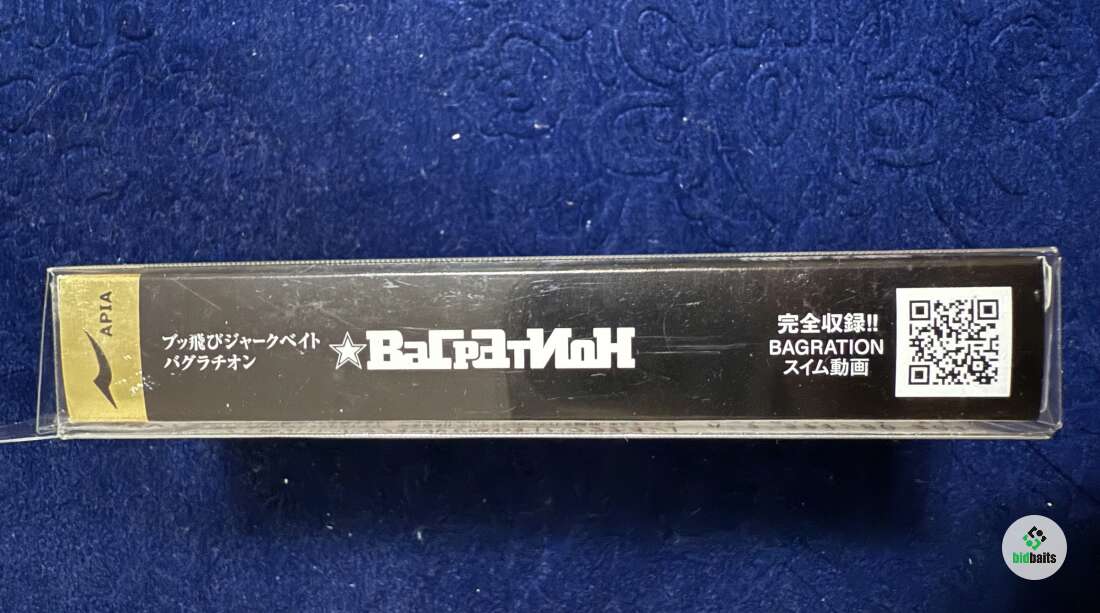 APIA
ブッ飛びジャークベイト
バグラチオン
☆ВаГратИоН
完全収録!!
BAGRATION
スイム動画
bidbaits